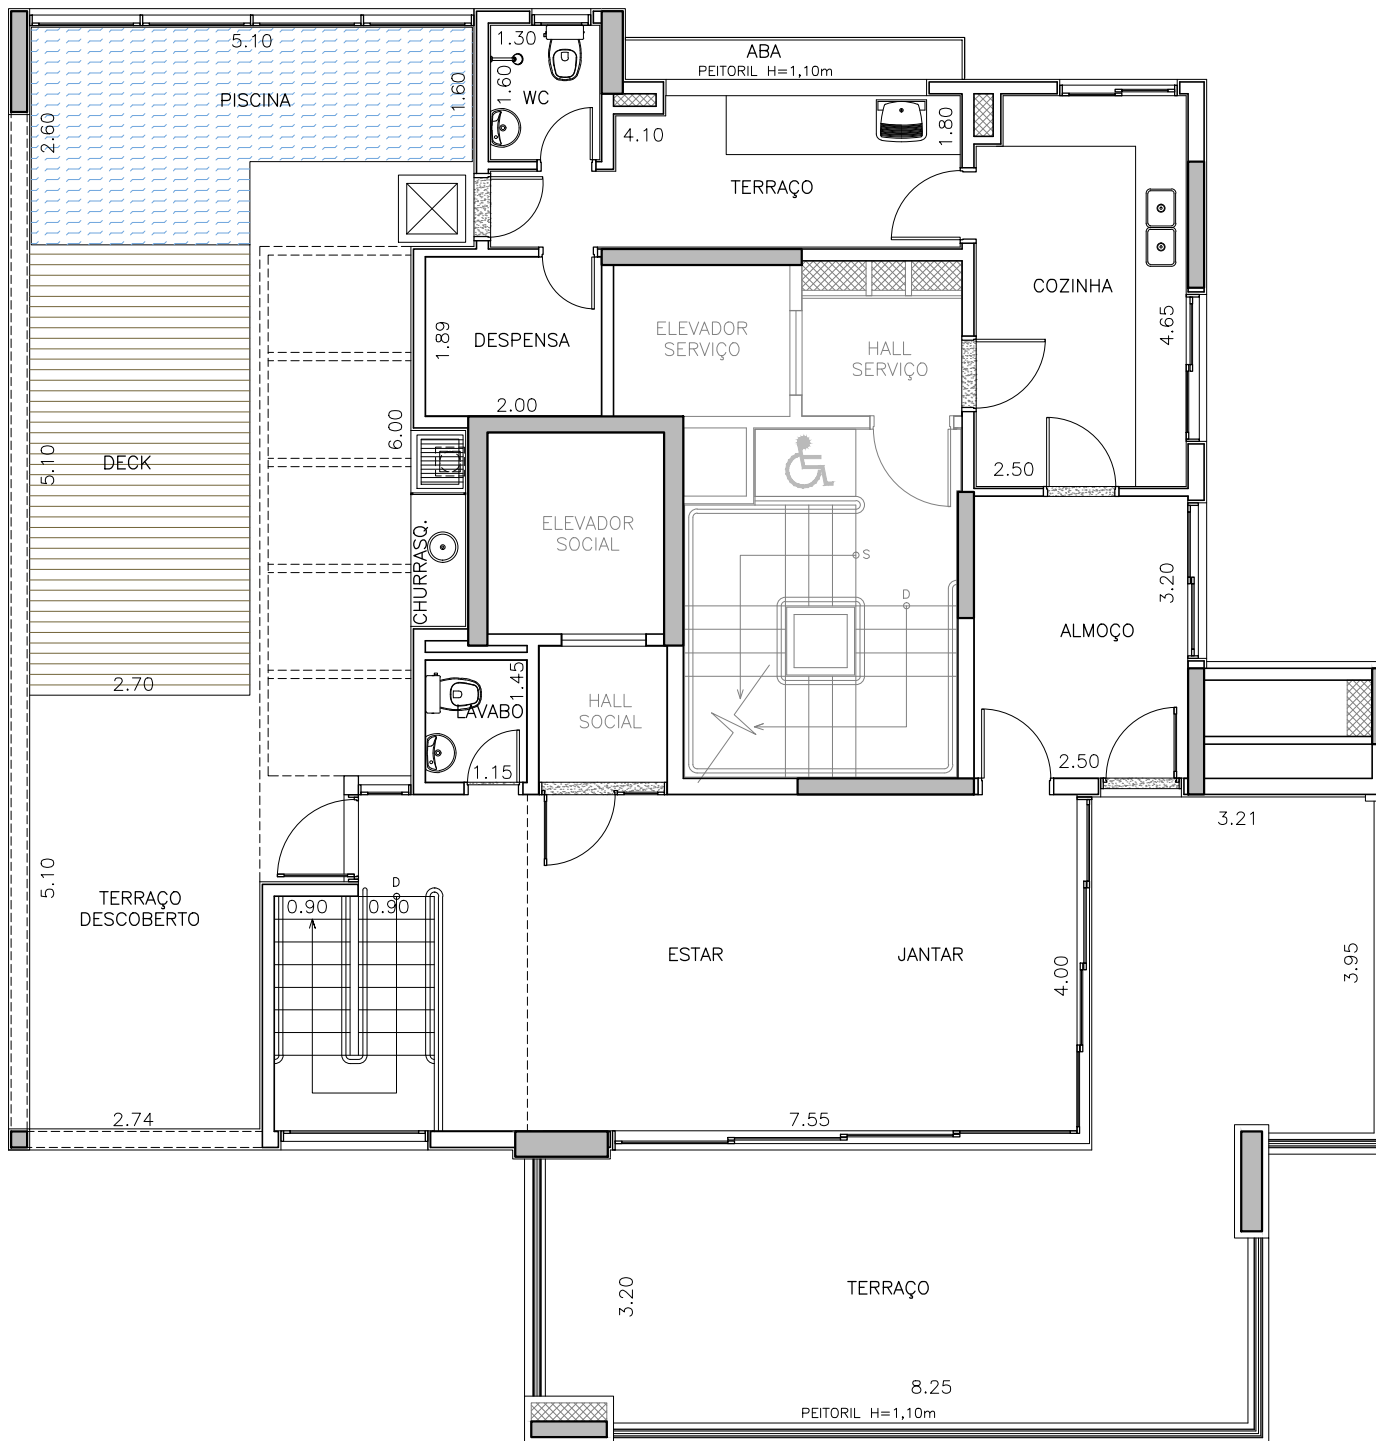 5.10
1.30
ABA
PEITORIL H=1,10m
PISCINA
1.60
1.60
WC
2.60
4.10
1.80
TERRAÇO
COZINHA
1.89
DESPENSA
ELEVADOR
SERVIÇO
HALL
SERVIÇO
4.65
2.00
6.00
5.10
DECK
2.50
ELEVADOR
SOCIAL
CHURRASQ.
S
D
3.20
ALMOÇO
2.70
1.45
LAVABO
HALL
SOCIAL
1.15
2.50
3.21
5.10
TERRAÇO
DESCOBERTO
D
0.90
0.90
ESTAR
JANTAR
4.00
3.95
2.74
7.55
3.20
TERRAÇO
8.25
PEITORIL H=1,10m